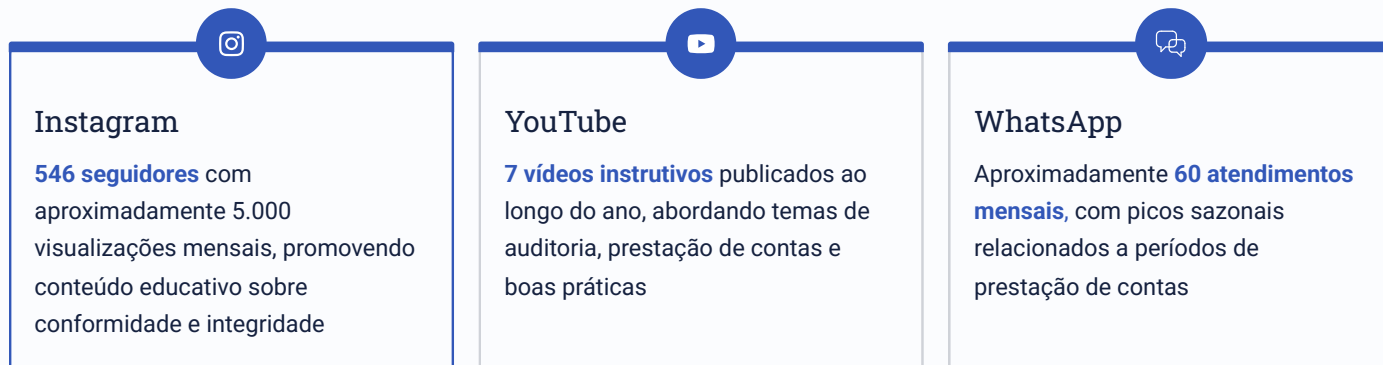 Instagram
546 seguidores com
aproximadamente 5.000
visualizações mensais, promovendo
conteúdo educativo sobre
conformidade e integridade
YouTube
7 vídeos instrutivos publicados ao
longo do ano, abordando temas de
auditoria, prestação de contas e
boas práticas
WhatsApp
Aproximadamente 60 atendimentos
mensais, com picos sazonais
relacionados a períodos de
prestação de contas